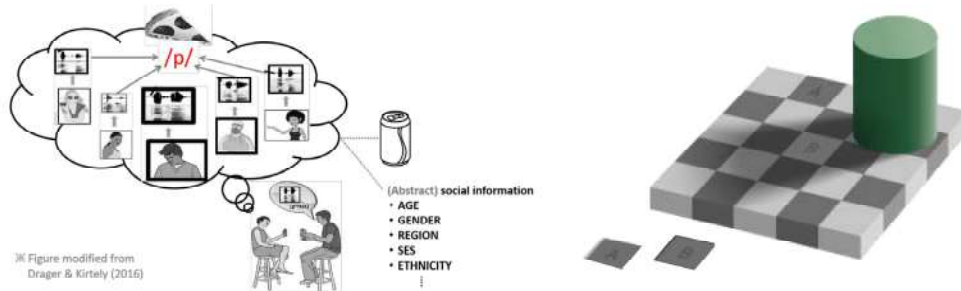 /p/
(Abstract) social information
• AGE
• GENDER
• REGION
• SES
• ETHNICITY
⋮
※ Figure modified from
Drager & Kirtely (2016)
A
B
A
B